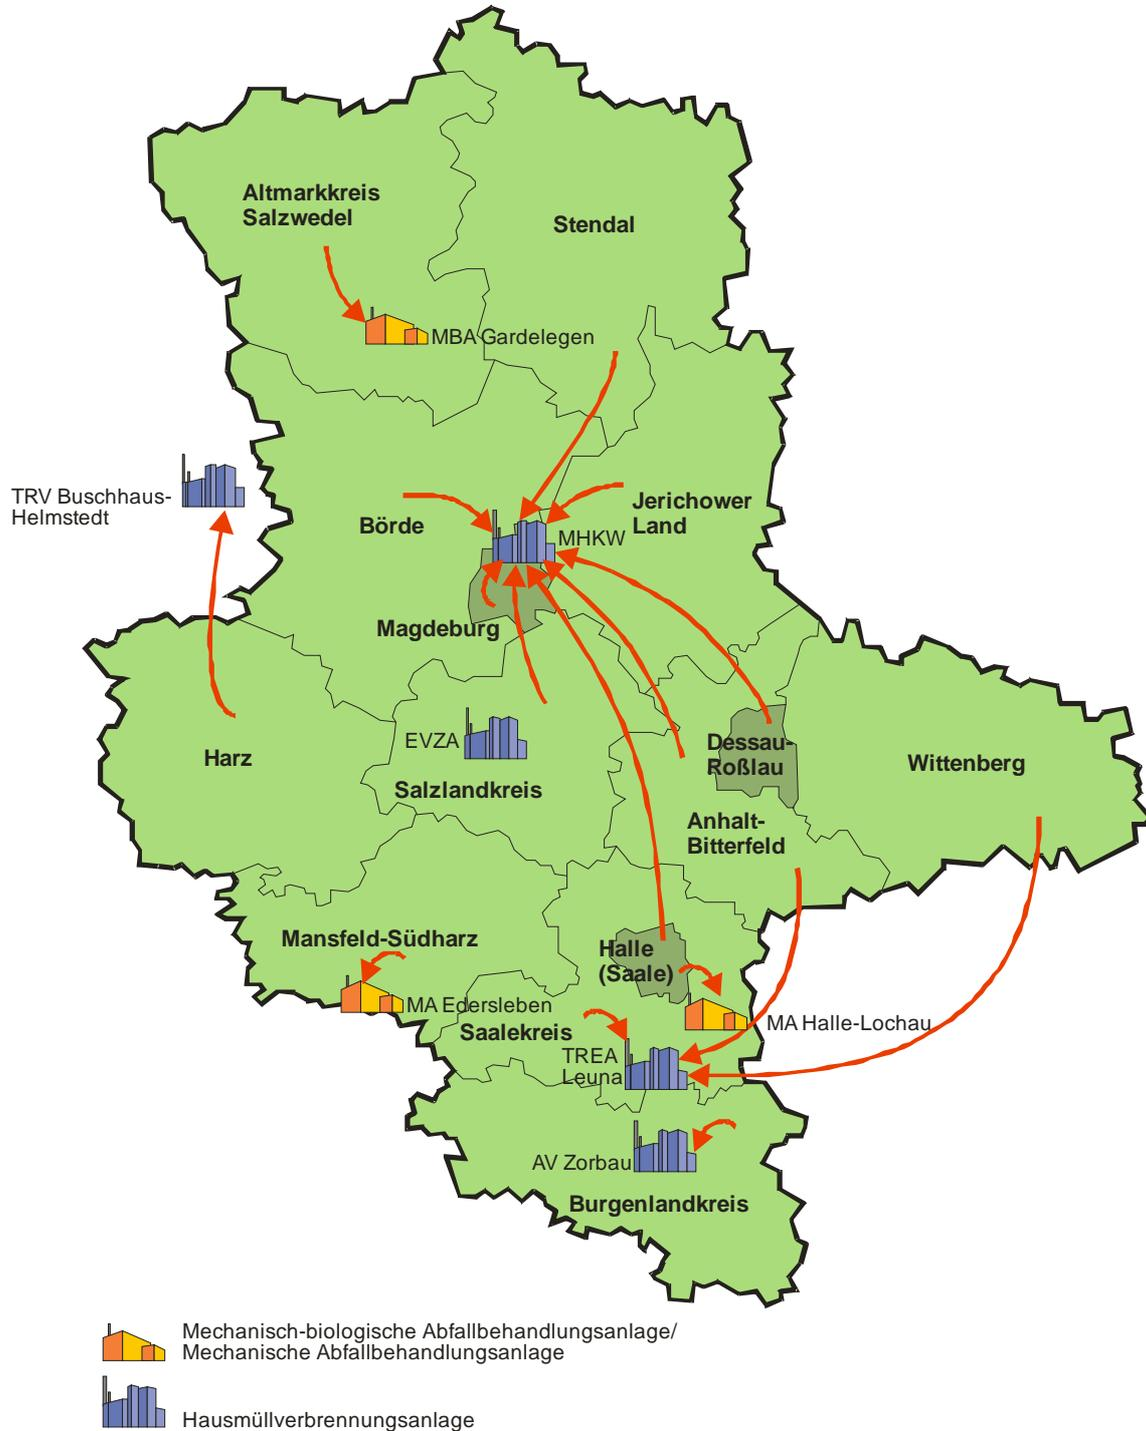 Altmarkkreis
Salzwedel
Stendal
MBA Gardelegen
TRV Buschhaus-
Helmstedt
Börde
Jerichower
Land
MHKW
Magdeburg
EVZA
Harz
Salzlandkreis
Dessau-
Roßlau
Wittenberg
Anhalt-
Bitterfeld
Mansfeld-Südharz
Halle
(Saale)
MA Edersleben
Saalekreis
MA Halle-Lochau
TREA
Leuna
AV Zorbau
Burgenlandkreis
Mechanisch-biologische Abfallbehandlungsanlage/
Mechanische Abfallbehandlungsanlage
Hausmüllverbrennungsanlage